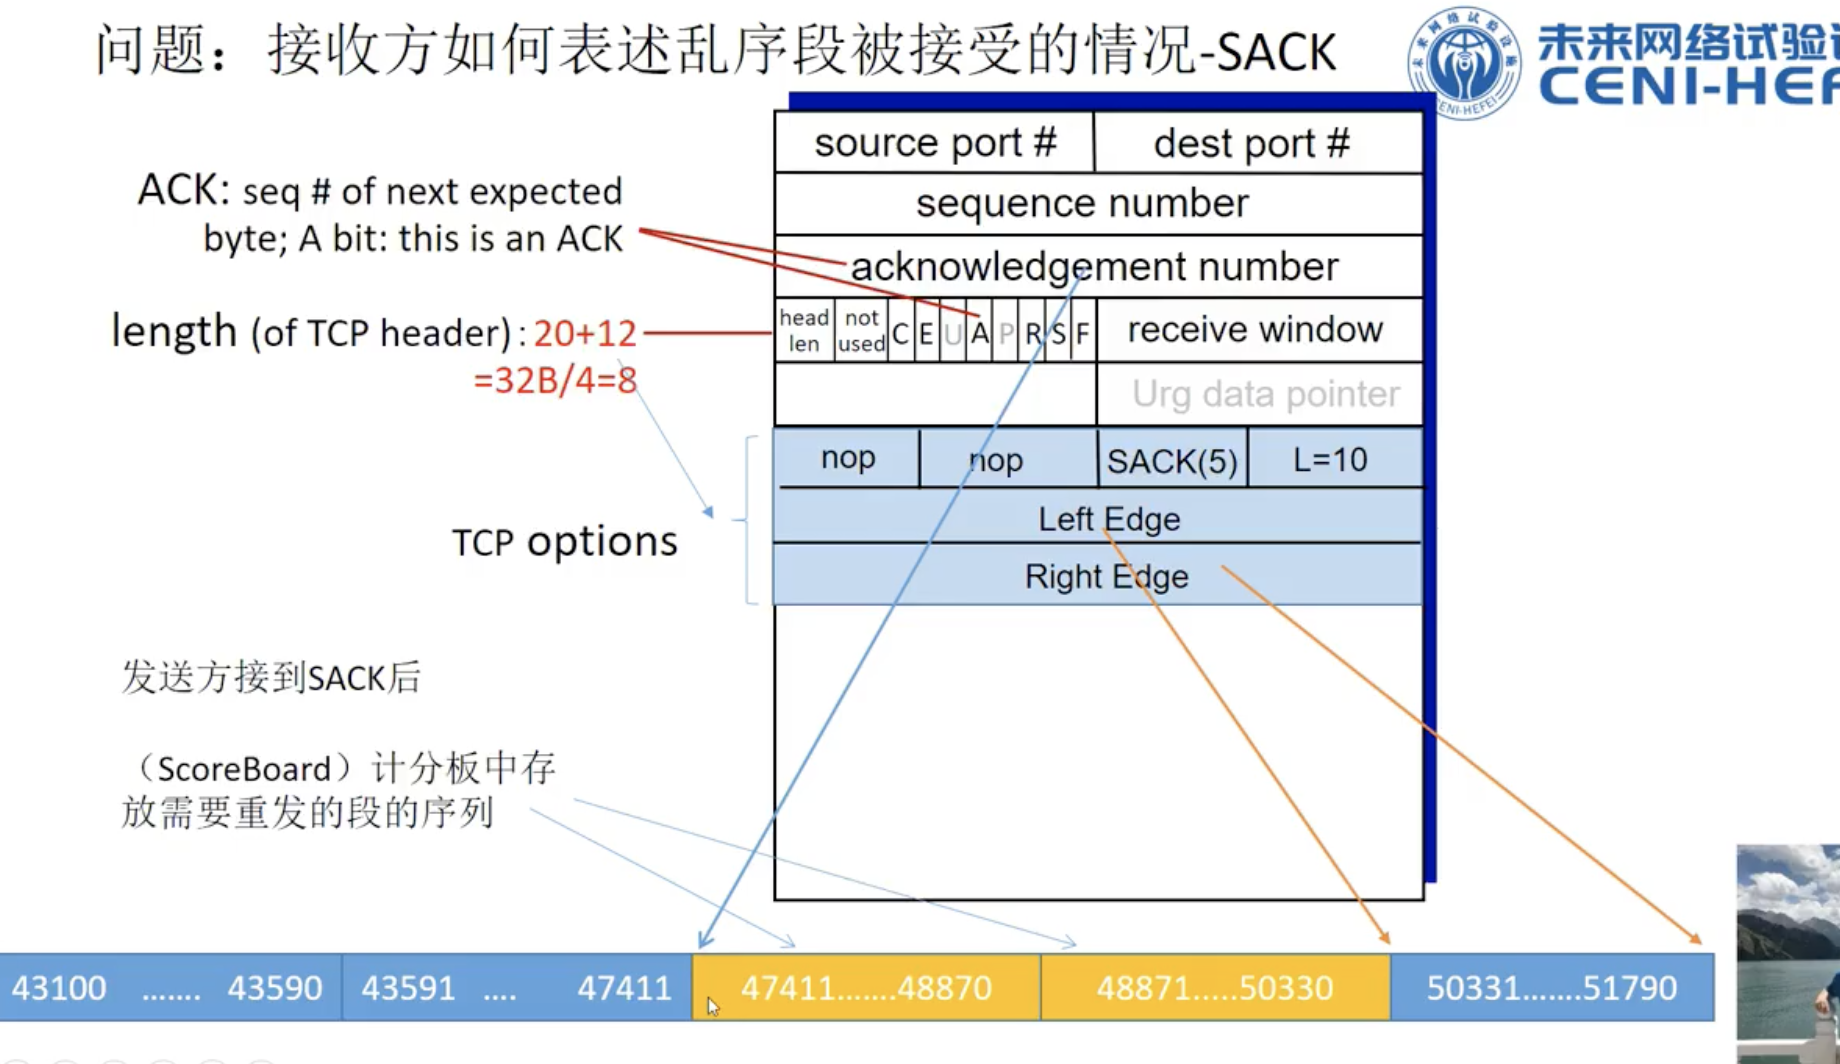 问题：接收方如何表述乱序段被接受的情况-SACK
未来网络试验
CENI-HEF
CENI-HEFEI
source port #
dest port #
ACK: seq # of next expected
byte; A bit: this is an ACK
sequence number
acknowledgement number
length (of TCP header) : 20+12
=32B/4=8
head
len
not
used
C E U A P R S F
receive window
Urg data pointer
nop
nop
SACK(5)
L=10
TCP options
Left Edge
Right Edge
发送方接到SACK后
（ScoreBoard）计分板中存
放需要重发的段的序列
43100 ....... 43590
43591 .... 47411
47411.......48870
48871.....50330
50331.......51790